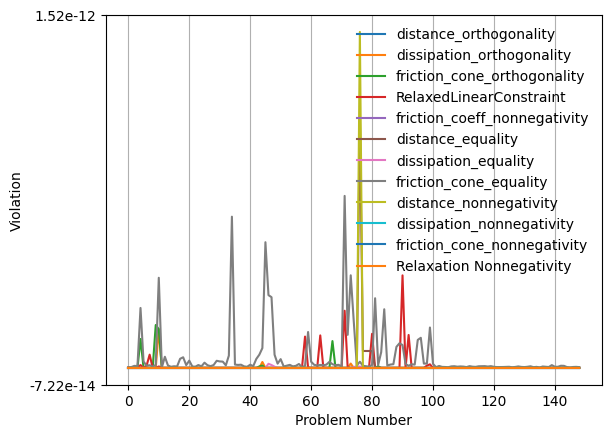 1.52e-12
distance_orthogonality
dissipation_orthogonality
friction_cone_orthogonality
RelaxedLinearConstraint
friction_coeff_nonnegativity
distance_equality
dissipation_equality
friction_cone_equality
distance_nonnegativity
dissipation_nonnegativity
friction_cone_nonnegativity
Relaxation Nonnegativity
Violation
-7.22e-14
0 20 40 60 80 100 120 140
Problem Number